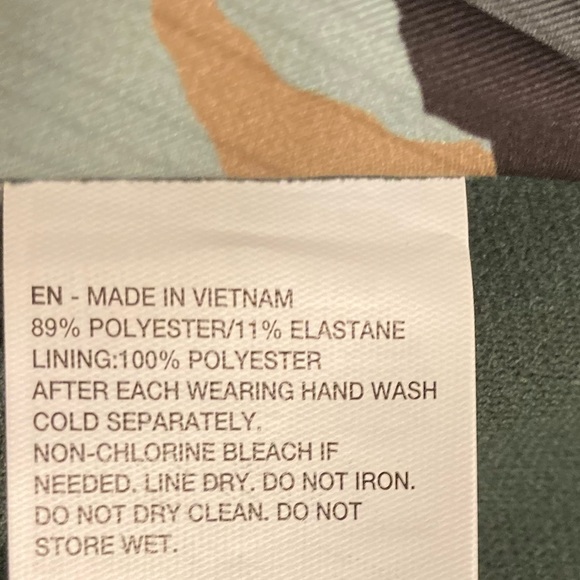 EN - MADE IN VIETNAM
89% POLYESTER/11% ELASTANE
LINING:100% POLYESTER
AFTER EACH WEARING HAND WASH
COLD SEPARATELY.
NON-CHLORINE BLEACH IF
NEEDED. LINE DRY. DO NOT IRON.
DO NOT DRY CLEAN. DO NOT
STORE WET.